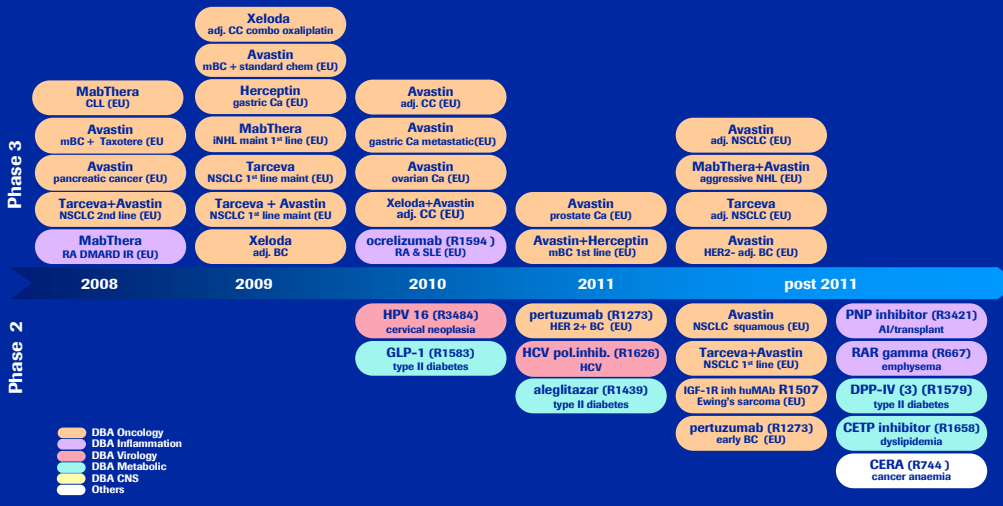 Phase 3
MabThera
CLL (EU)
Avastin
mBC + Taxotere (EU
Avastin
pancreatic cancer (EU)
Tarceva+Avastin
NSCLC 2nd line (EU)
MabThera
RA DMARD IR (EU)
Xeloda
adj. CC combo oxaliplatin
Avastin
mBC + standard chem (EU)
Herceptin
gastric Ca (EU)
MabThera
iNHL maint 1st line (EU)
Tarceva
NSCLC 1st line maint (EU)
Tarceva + Avastin
NSCLC 1st line maint (EU
Xeloda
adj. BC
Avastin
adj. CC (EU)
Avastin
gastric Ca metastatic(EU)
Avastin
ovarian Ca (EU)
Xeloda+Avastin
adj. CC (EU)
ocrelizumab (R1594 )
RA & SLE (EU)
Avastin
prostate Ca (EU)
Avastin+Herceptin
mBC 1st line (EU)
Avastin
adj. NSCLC (EU)
MabThera+Avastin
aggressive NHL (EU)
Tarceva
adj. NSCLC (EU)
Avastin
HER2- adj. BC (EU)
2008 2009 2010 2011 post 2011
Phase 2
HPV 16 (R3484)
cervical neoplasia
GLP-1 (R1583)
type II diabetes
pertuzumab (R1273)
HER 2+ BC (EU)
HCV pol.inhib. (R1626)
HCV
aleglitazar (R1439)
type II diabetes
Avastin
NSCLC squamous (EU)
Tarceva+Avastin
NSCLC 1st line (EU)
IGF-1R inh huMAb R1507
Ewing's sarcoma (EU)
pertuzumab (R1273)
early BC (EU)
PNP inhibitor (R3421)
AI/transplant
RAR gamma (R667)
emphysema
DPP-IV (3) (R1579)
type II diabetes
CETP inhibitor (R1658)
dyslipidemia
CERA (R744 )
cancer anaemia
DBA Oncology
DBA Inflammation
DBA Virology
DBA Metabolic
DBA CNS
Others